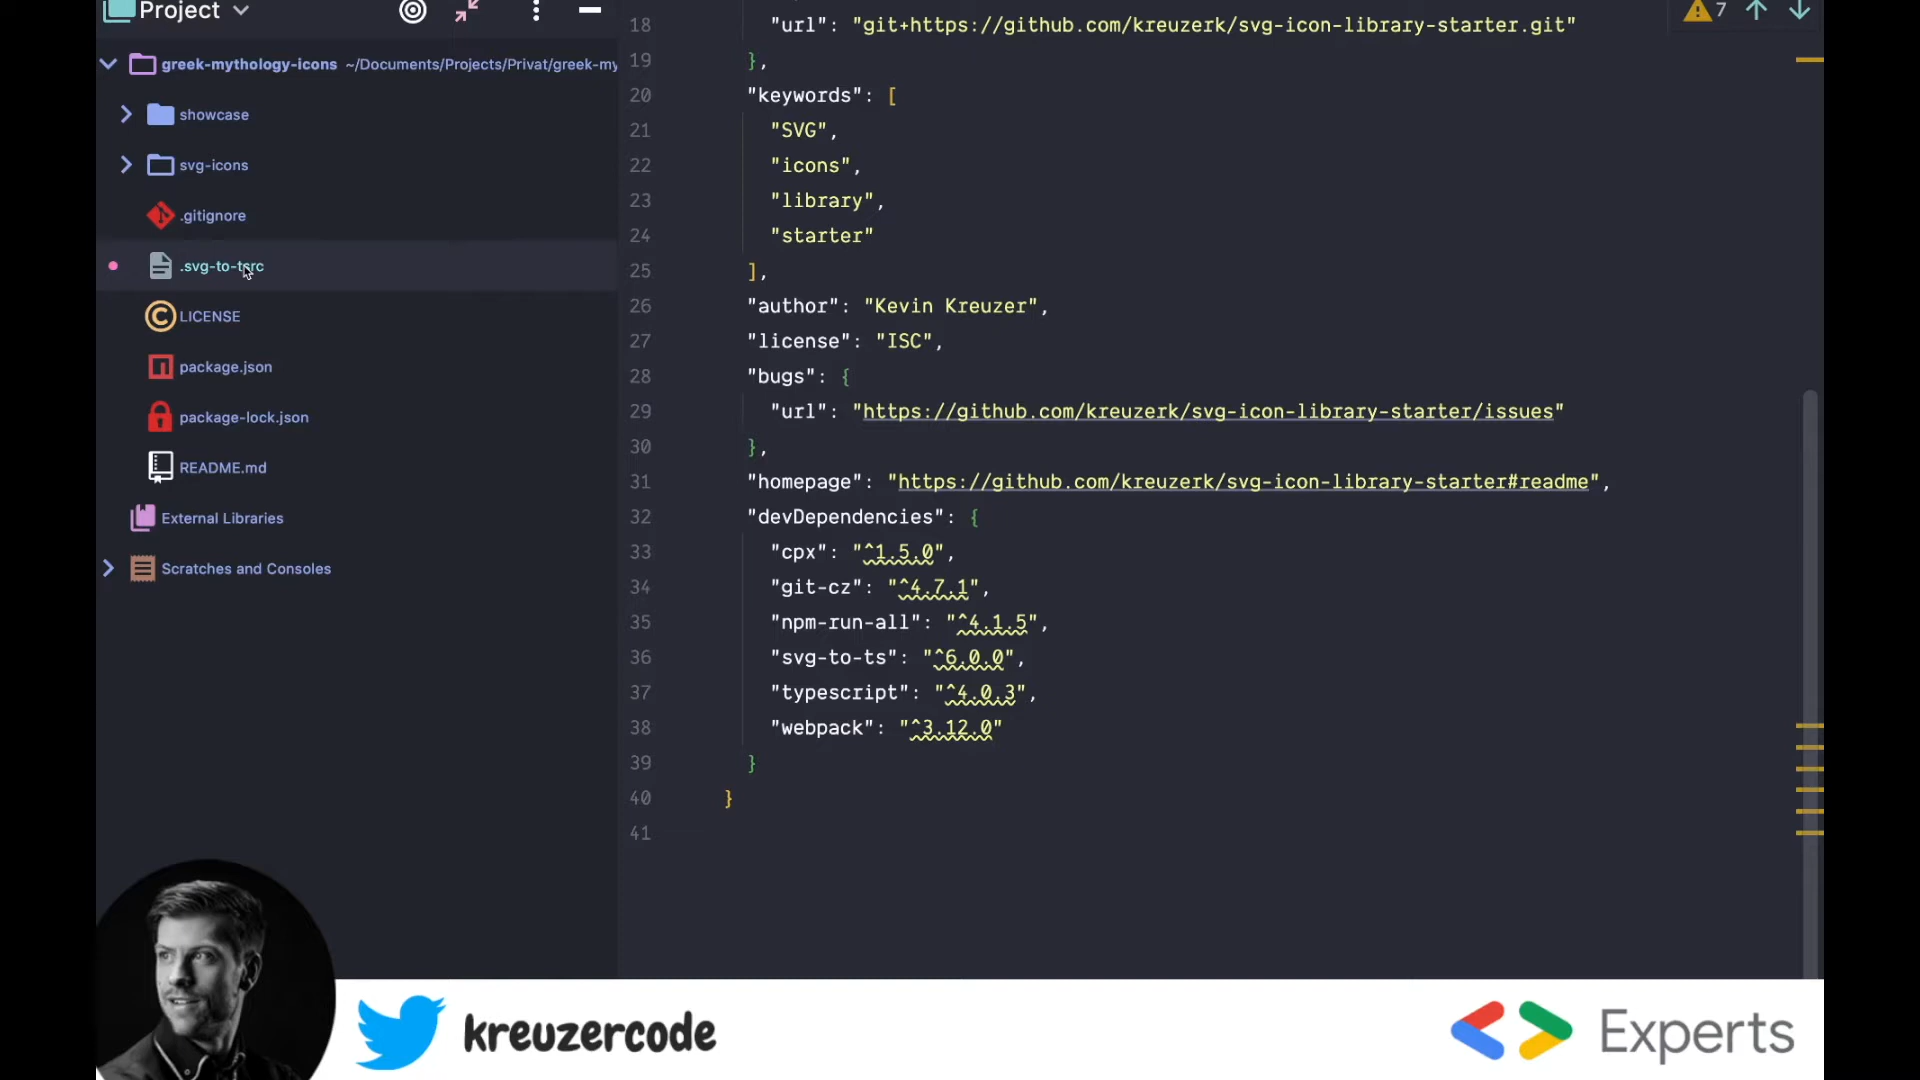 Project
greek-mythology-icons ~/Documents/Projects/Privat/greek-my
showcase
svg-icons
.gitignore
.svg-to-tsrc
LICENSE
package.json
package-lock.json
README.md
External Libraries
Scratches and Consoles
7
18 "url": "git+https://github.com/kreuzerk/svg-icon-library-starter.git"
19 },
20 "keywords": [
21 "SVG",
22 "icons",
23 "library",
24 "starter"
25 ],
26 "author": "Kevin Kreuzer",
27 "license": "ISC",
28 "bugs": {
29 "url": "https://github.com/kreuzerk/svg-icon-library-starter/issues"
30 },
31 "homepage": "https://github.com/kreuzerk/svg-icon-library-starter#readme",
32 "devDependencies": {
33 "cpx": "^1.5.0",
34 "git-cz": "^4.7.1",
35 "npm-run-all": "^4.1.5",
36 "svg-to-ts": "^6.0.0",
37 "typescript": "^4.0.3",
38 "webpack": "^3.12.0"
39 }
40 }
41
kreuzercode
Experts